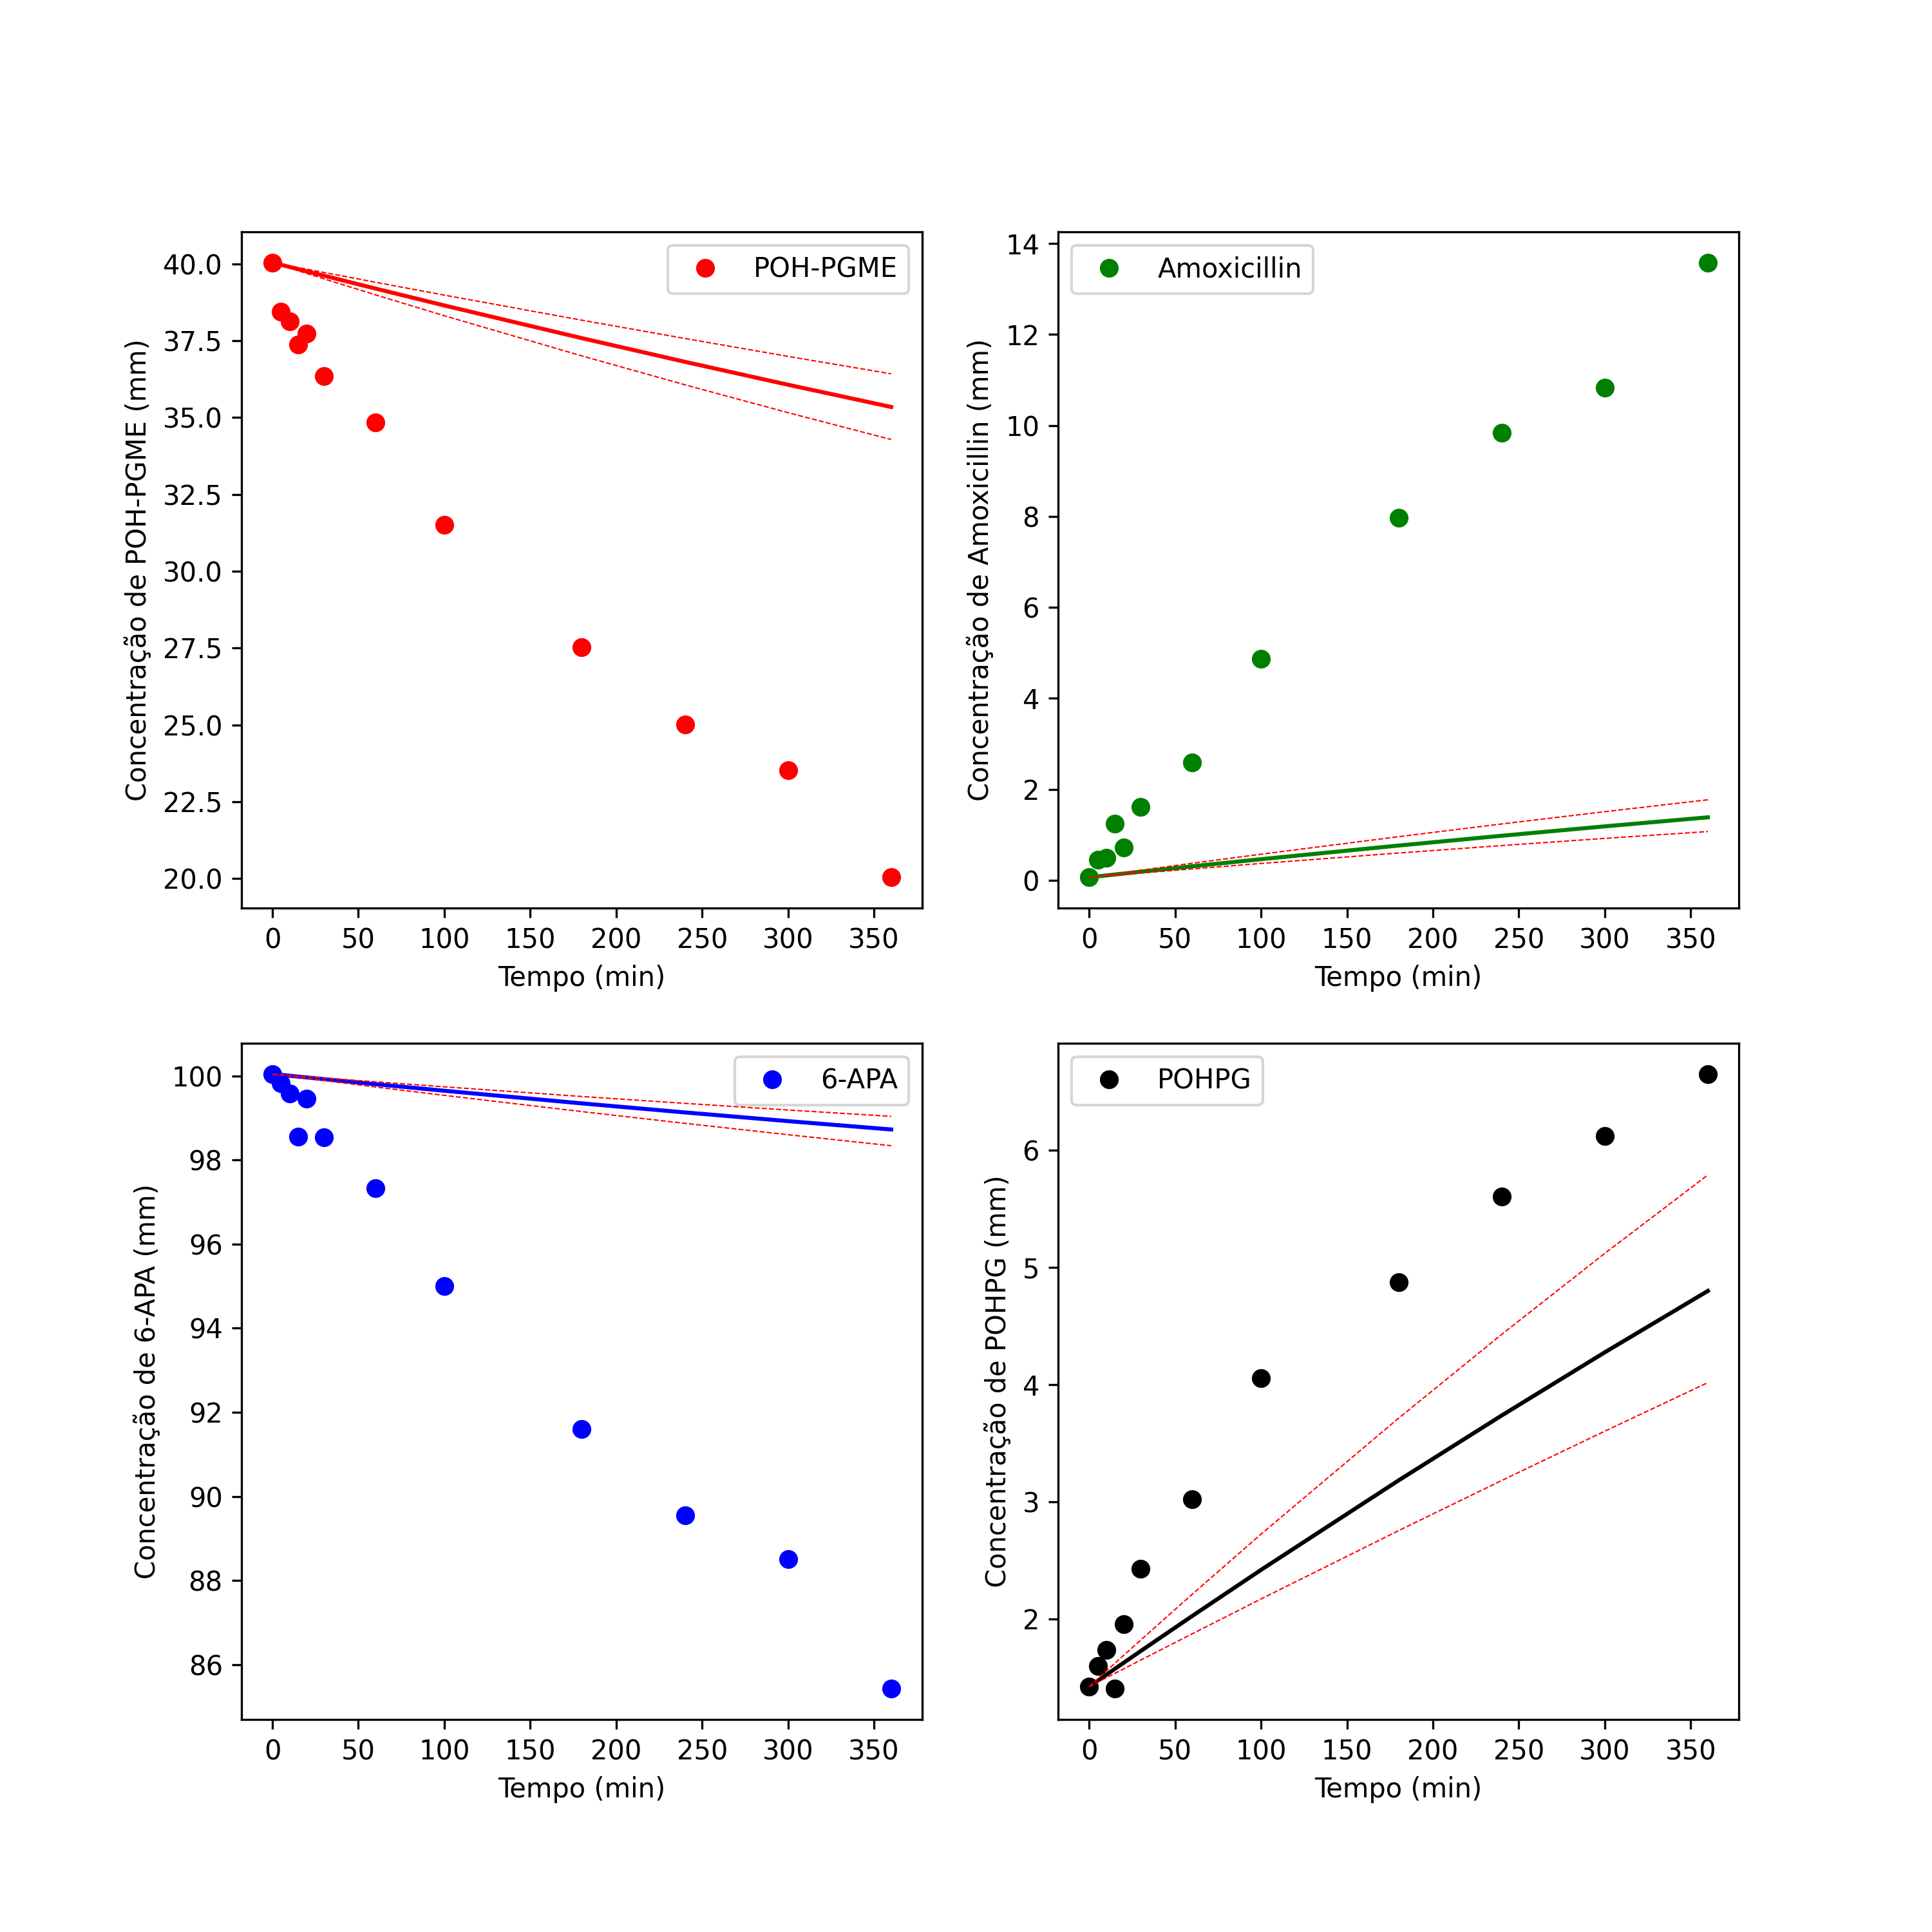 POH-PGME
Concentração de POH-PGME (mm)
40.0
37.5
35.0
32.5
30.0
27.5
25.0
22.5
20.0
0 50 100 150 200 250 300 350
Tempo (min)
Amoxicillin
Concentração de Amoxicillin (mm)
14
12
10
8
6
4
2
0
0 50 100 150 200 250 300 350
Tempo (min)
6-APA
Concentração de 6-APA (mm)
100
98
96
94
92
90
88
86
0 50 100 150 200 250 300 350
Tempo (min)
POHPG
Concentração de POHPG (mm)
6
5
4
3
2
0 50 100 150 200 250 300 350
Tempo (min)